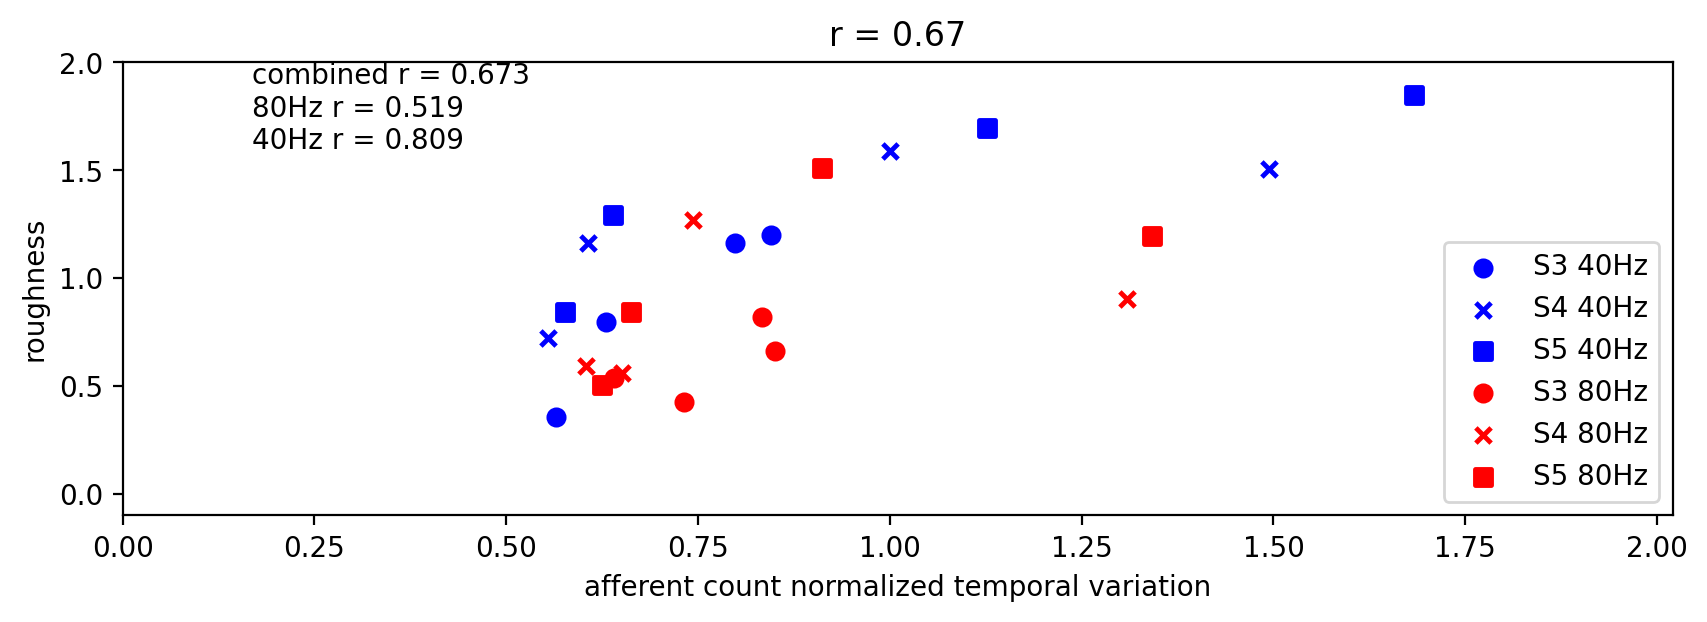 r = 0.67
combined r = 0.673
80Hz r = 0.519
40Hz r = 0.809
2.0
1.5
1.0
0.5
0.0
roughness
S3 40Hz
S4 40Hz
S5 40Hz
S3 80Hz
S4 80Hz
S5 80Hz
0.00 0.25 0.50 0.75 1.00 1.25 1.50 1.75 2.00
afferent count normalized temporal variation